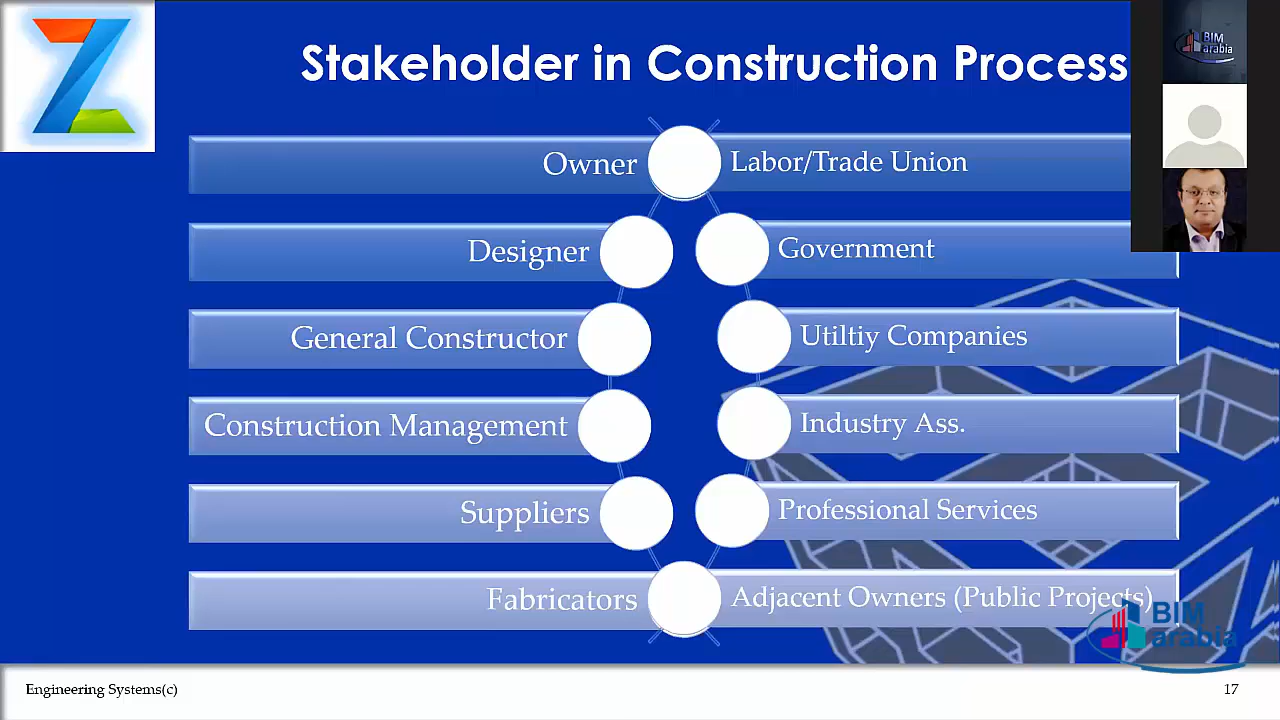 Stakeholder in Construction Process
BIM
arabia
Owner
Labor/Trade Union
Designer
Government
General Constructor
Utiltiy Companies
Construction Management
Industry Ass.
Suppliers
Professional Services
Fabricators
Adjacent Owners (Public Projects)
BIM
arabia
Engineering Systems(c)
17